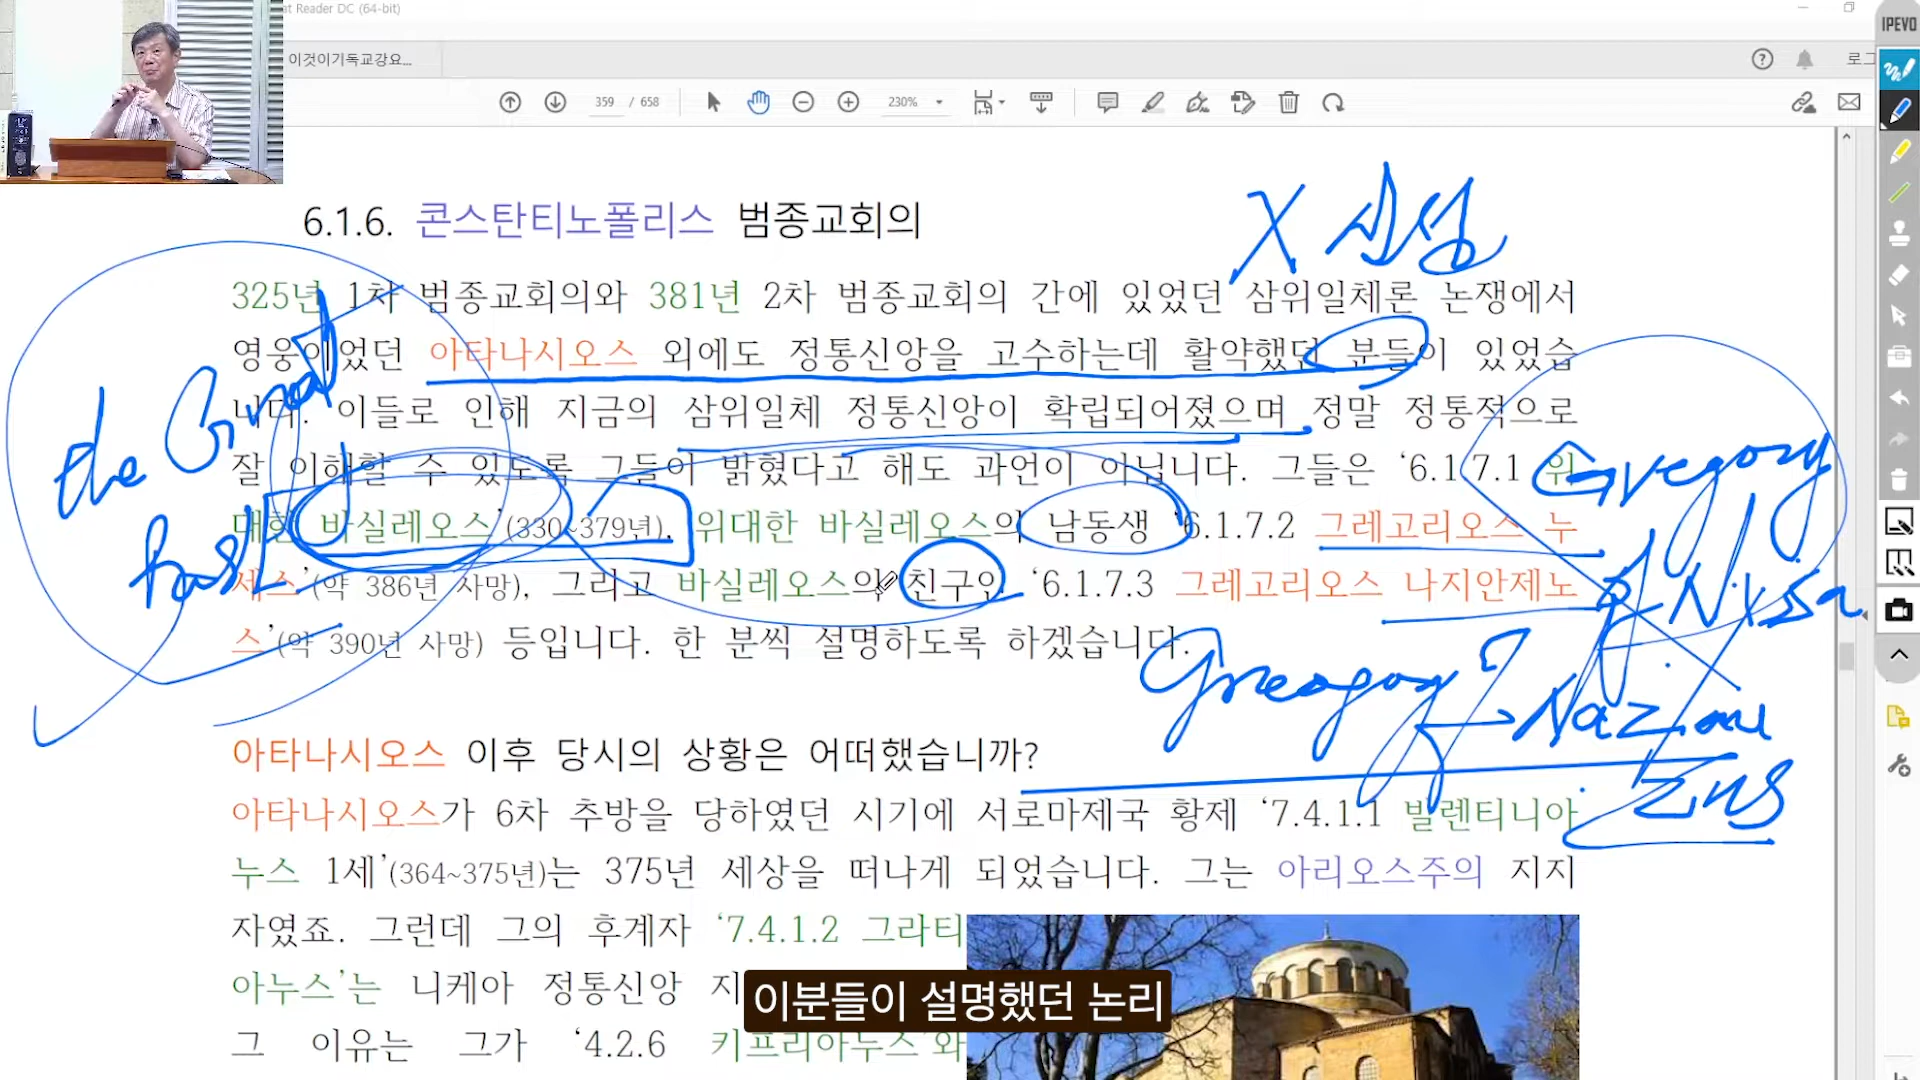 at Reader DC (64-bit)
IPEVO
이것이기독교강요...
로그
359 / 658
230%
6.1.6. 콘스탄티노폴리스 범종교회의
X 삼성
325년 1차 범종교회의와 381년 2차 범종교회의 간에 있었던 삼위일체론 논쟁에서
영웅이었던 아타나시오스 외에도 정통신앙을 고수하는데 활약했던 분들이 있었습
니다. 이들로 인해 지금의 삼위일체 정통신앙이 확립되어졌으며 정말 정통적으로
잘 이해할 수 있도록 그들이 밝혔다고 해도 과언이 아닙니다. 그들은 ‘6.1.7.1 위
대한 바실레오스’(330~379년), 위대한 바실레오스의 남동생 ‘6.1.7.2 그레고리오스 누
세스’(약 386년 사망), 그리고 바실레오스의 친구인 ‘6.1.7.3 그레고리오스 나지안제노
스’(약 390년 사망) 등입니다. 한 분씩 설명하도록 하겠습니다.
the Great
Basil
Gregory
of Nyssa
Gregory
Nazian
zus
아타나시오스 이후 당시의 상황은 어떠했습니까?
아타나시오스가 6차 추방을 당하였던 시기에 서로마제국 황제 ‘7.4.1.1 발렌티니아
누스 1세’(364~375년)는 375년 세상을 떠나게 되었습니다. 그는 아리오스주의 지지
자였죠. 그런데 그의 후계자 ‘7.4.1.2 그라티
아누스’는 니케아 정통신앙 지
그 이유는 그가 ‘4.2.6 키프리아누스’와
이분들이 설명했던 논리